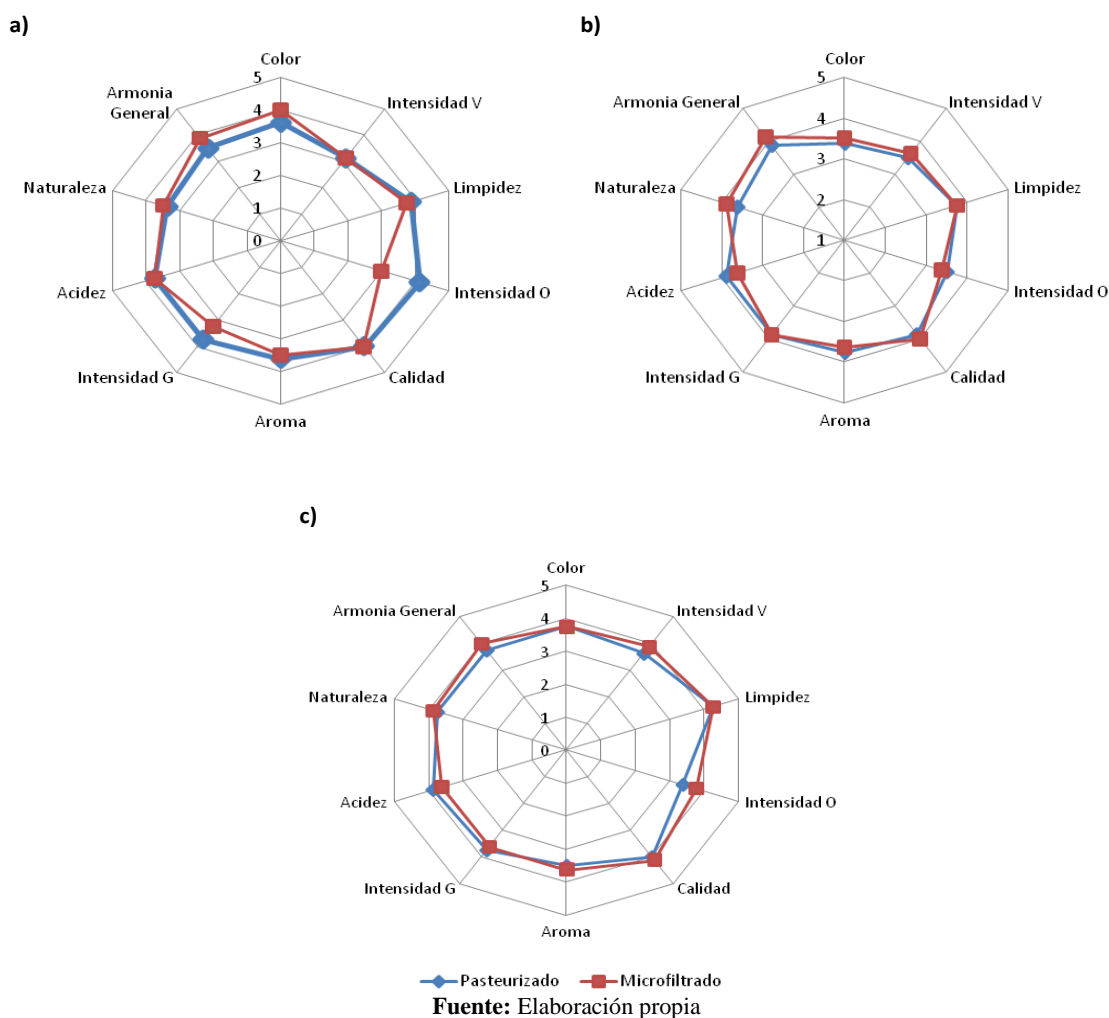 a)
Color
Intensidad V
Limpidez
Intensidad O
Calidad
Aroma
Intensidad G
Acidez
Naturaleza
Armonia
General
5
4
3
2
1
0
b)
Color
Intensidad V
Limpidez
Intensidad O
Calidad
Aroma
Intensidad G
Acidez
Naturaleza
Armonia General
5
4
3
2
1
c)
Color
Intensidad V
Limpidez
Intensidad O
Calidad
Aroma
Intensidad G
Acidez
Naturaleza
Armonia General
5
4
3
2
1
0
Pasteurizado Microfiltrado
Fuente: Elaboración propia